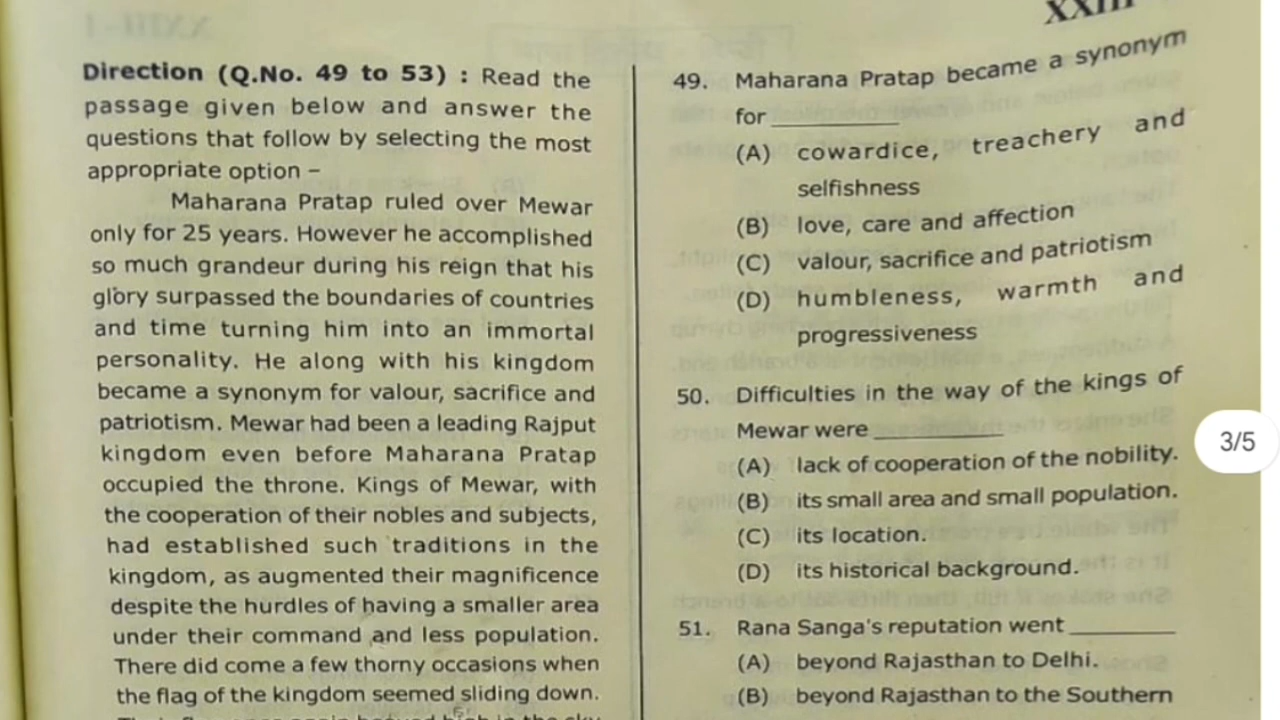 XXIII
Direction (Q.No. 49 to 53) : Read the
passage given below and answer the
questions that follow by selecting the most
appropriate option –
Maharana Pratap ruled over Mewar
only for 25 years. However he accomplished
so much grandeur during his reign that his
glory surpassed the boundaries of countries
and time turning him into an immortal
personality. He along with his kingdom
became a synonym for valour, sacrifice and
patriotism. Mewar had been a leading Rajput
kingdom even before Maharana Pratap
occupied the throne. Kings of Mewar, with
the cooperation of their nobles and subjects,
had established such traditions in the
kingdom, as augmented their magnificence
despite the hurdles of having a smaller area
under their command and less population.
There did come a few thorny occasions when
the flag of the kingdom seemed sliding down.
49. Maharana Pratap became a synonym
for __________
(A) cowardice, treachery and
selfishness
(B) love, care and affection
(C) valour, sacrifice and patriotism
(D) humbleness, warmth and
progressiveness
50. Difficulties in the way of the kings of
Mewar were __________
(A) lack of cooperation of the nobility.
(B) its small area and small population.
(C) its location.
(D) its historical background.
51. Rana Sanga's reputation went ________
(A) beyond Rajasthan to Delhi.
(B) beyond Rajasthan to the Southern
3/5